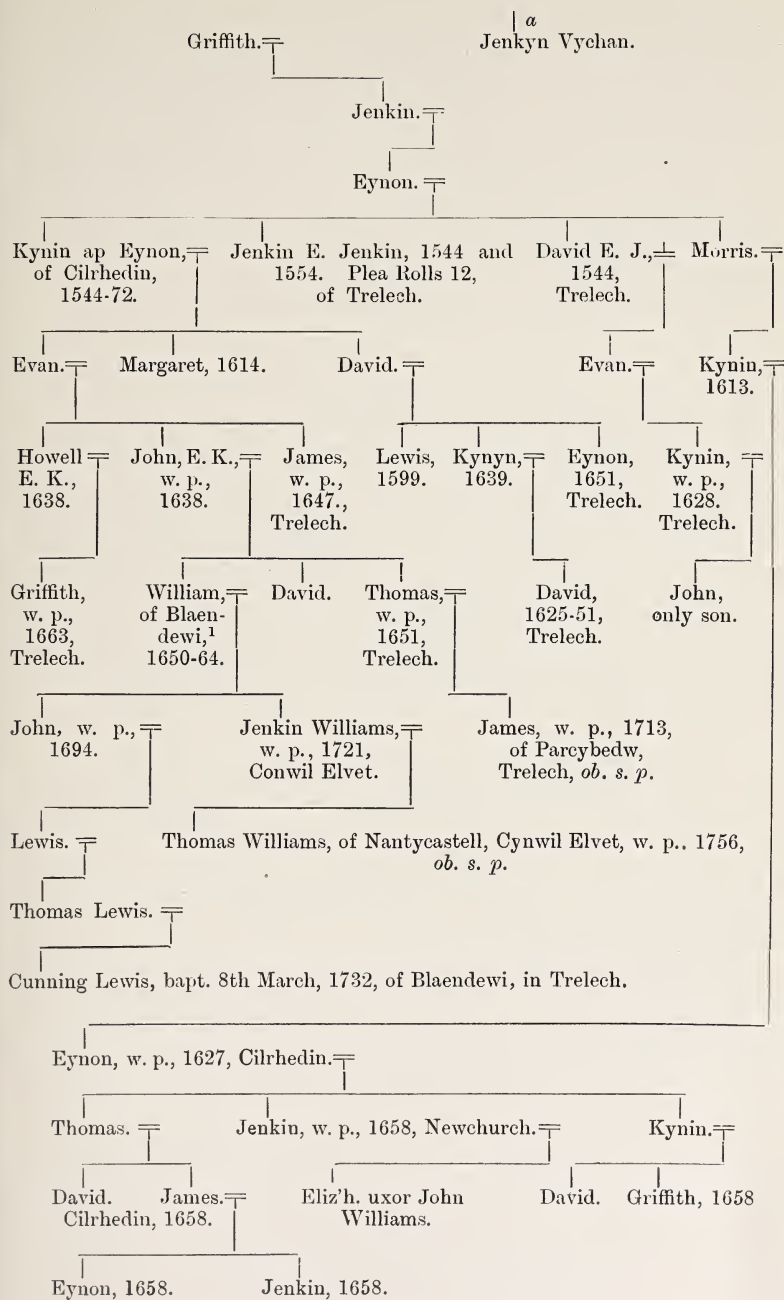 a
Griffith. Jenkyn Vychan.
Jenkin.
Eynon.
Kynin ap Eynon, Jenkin E. Jenkin, 1544 and David E. J., Morris.
of Cilrhedin, 1554. Plea Rolls 12, 1544,
1544-72. of Trelech. Trelech.
Evan. Margaret, 1614. David. Evan. Kynin,
1613.
Howell John, E. K., James, Lewis, Kynyn, Eynon, Kynin,
E. K., w. p., w. p., 1599. 1639. 1651, w. p.,
1638. 1638. 1647., Trelech. 1628.
Trelech. Trelech.
Griffith, William, David. Thomas, David, John,
w. p., of Blaen- w. p., 1625-51, only son.
1663, dewi,1 1651, Trelech.
Trelech. 1650-64. Trelech.
John, w. p., Jenkin Williams, James, w. p., 1713,
1694. w. p., 1721, of Parcybedw,
Conwil Elvet. Trelech, ob. s. p.
Lewis. Thomas Williams, of Nantycastell, Cynwil Elvet, w. p.. 1756,
ob. s. p.
Thomas Lewis.
Cunning Lewis, bapt. 8th March, 1732, of Blaendewi, in Trelech.
Eynon, w. p., 1627, Cilrhedin.
Thomas. Jenkin, w. p., 1658, Newchurch. Kynin.
David. James. Eliz'h. uxor John David. Griffith, 1658
Cilrhedin, 1658. Williams.
Eynon, 1658. Jenkin, 1658.